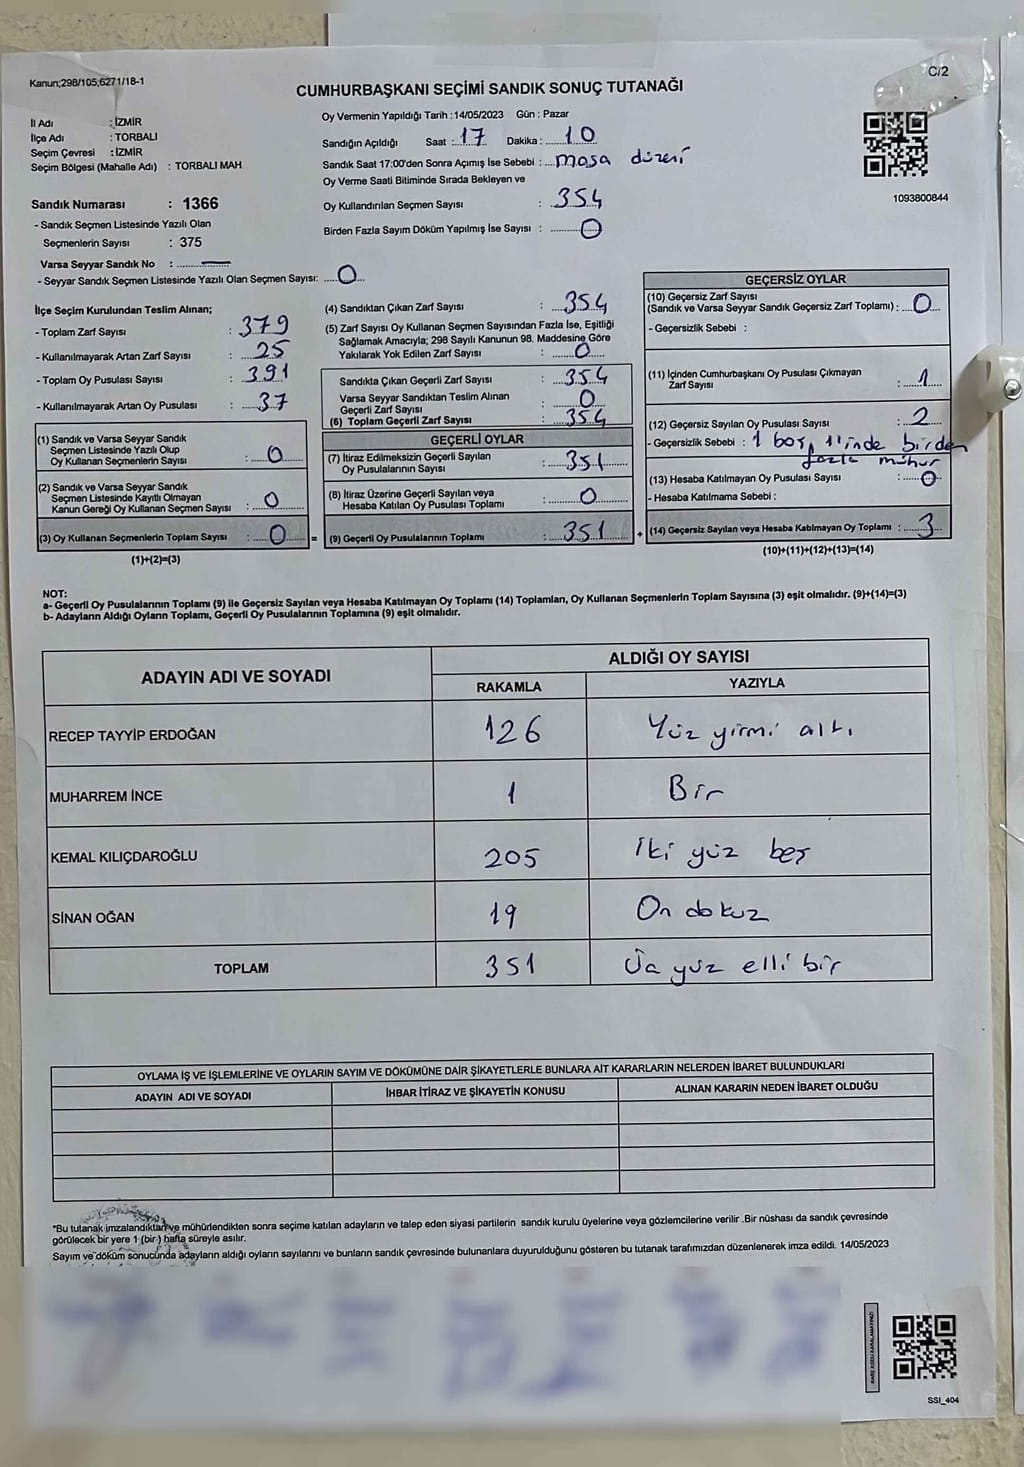 Kanun;298/105;6271/18-1
C/2
CUMHURBAŞKANI SEÇİMİ SANDIK SONUÇ TUTANAĞI
İl Adı : İZMİR
İlçe Adı : TORBALI
Seçim Çevresi : İZMİR
Seçim Bölgesi (Mahalle Adı) : TORBALI MAH.
Sandık Numarası : 1366
- Sandık Seçmen Listesinde Yazılı Olan
Seçmenlerin Sayısı : 375
Varsa Seyyar Sandık No : —
- Seyyar Sandık Seçmen Listesinde Yazılı Olan Seçmen Sayısı: 0
Oy Vermenin Yapıldığı Tarih : 14/05/2023 Gün : Pazar
Sandığın Açıldığı Saat : 17 Dakika : 10
Sandık Saat 17:00'den Sonra Açımış İse Sebebi : masa düzeni
Oy Verme Saati Bitiminde Sırada Bekleyen ve
Oy Kullandırılan Seçmen Sayısı : 354
Birden Fazla Sayım Döküm Yapılmış İse Sayısı : 0
1093800844
İlçe Seçim Kurulundan Teslim Alınan;
- Toplam Zarf Sayısı : 379
- Kullanılmayarak Artan Zarf Sayısı : 25
- Toplam Oy Pusulası Sayısı : 391
- Kullanılmayarak Artan Oy Pusulası : 37
(1) Sandık ve Varsa Seyyar Sandık
Seçmen Listesinde Yazılı Olup
Oy Kullanan Seçmenlerin Sayısı : 0
(2) Sandık ve Varsa Seyyar Sandık
Seçmen Listesinde Kayıtlı Olmayan
Kanun Gereği Oy Kullanan Seçmen Sayısı : 0
(3) Oy Kullanan Seçmenlerin Toplam Sayısı : 0 =
(1)+(2)=(3)
(4) Sandıktan Çıkan Zarf Sayısı : 354
(5) Zarf Sayısı Oy Kullanan Seçmen Sayısından Fazla İse, Eşitliği
Sağlamak Amacıyla; 298 Sayılı Kanunun 98. Maddesine Göre
Yakılarak Yok Edilen Zarf Sayısı : 0
Sandıkta Çıkan Geçerli Zarf Sayısı : 354
Varsa Seyyar Sandıktan Teslim Alınan
Geçerli Zarf Sayısı : 0
(6) Toplam Geçerli Zarf Sayısı : 354
GEÇERLİ OYLAR
(7) İtiraz Edilmeksizin Geçerli Sayılan
Oy Pusulalarının Sayısı : 351
(8) İtiraz Üzerine Geçerli Sayılan veya
Hesaba Katılan Oy Pusulası Toplamı : 0
(9) Geçerli Oy Pusulalarının Toplamı : 351 +
GEÇERSİZ OYLAR
(10) Geçersiz Zarf Sayısı
(Sandık ve Varsa Seyyar Sandık Geçersiz Zarf Toplamı) : 0
- Geçersizlik Sebebi :
(11) İçinden Cumhurbaşkanı Oy Pusulası Çıkmayan
Zarf Sayısı : 1
(12) Geçersiz Sayılan Oy Pusulası Sayısı : 2
- Geçersizlik Sebebi : 1 boş, 1'inde birden
fazla mühür
(13) Hesaba Katılmayan Oy Pusulası Sayısı : 0
- Hesaba Katılmama Sebebi :
(14) Geçersiz Sayılan veya Hesaba Katılmayan Oy Toplamı : 3
(10)+(11)+(12)+(13)=(14)
NOT:
a- Geçerli Oy Pusulalarının Toplamı (9) ile Geçersiz Sayılan veya Hesaba Katılmayan Oy Toplamı (14) Toplamları, Oy Kullanan Seçmenlerin Toplam Sayısına (3) eşit olmalıdır. (9)+(14)=(3)
b- Adayların Aldığı Oyların Toplamı, Geçerli Oy Pusulalarının Toplamına (9) eşit olmalıdır.
ADAYIN ADI VE SOYADI
ALDIĞI OY SAYISI
RAKAMLA YAZIYLA
RECEP TAYYİP ERDOĞAN 126 Yüz yirmi altı
MUHARREM İNCE 1 Bir
KEMAL KILIÇDAROĞLU 205 İki yüz beş
SİNAN OĞAN 19 On dokuz
TOPLAM 351 Üç yüz elli bir
OYLAMA İŞ VE İŞLEMLERİNE VE OYLARIN SAYIM VE DÖKÜMÜNE DAİR ŞİKAYETLERLE BUNLARA AİT KARARLARIN NELERDEN İBARET BULUNDUKLARI
ADAYIN ADI VE SOYADI İHBAR İTİRAZ VE ŞİKAYETİN KONUSU ALINAN KARARIN NEDEN İBARET OLDUĞU
*Bu tutanak imzalandıktan ve mühürlendikten sonra seçime katılan adayların ve talep eden siyasi partilerin sandık kurulu üyelerine veya gözlemcilerine verilir .Bir nüshası da sandık çevresinde
görülecek bir yere 1 (bir) hafta süreyle asılır.
Sayım ve döküm sonucunda adayların aldığı oyların sayılarını ve bunların sandık çevresinde bulunanlara duyurulduğunu gösteren bu tutanak tarafımızdan düzenlenerek imza edildi. 14/05/2023
KARE KODU KARALAMAYINIZ!
SSI_404